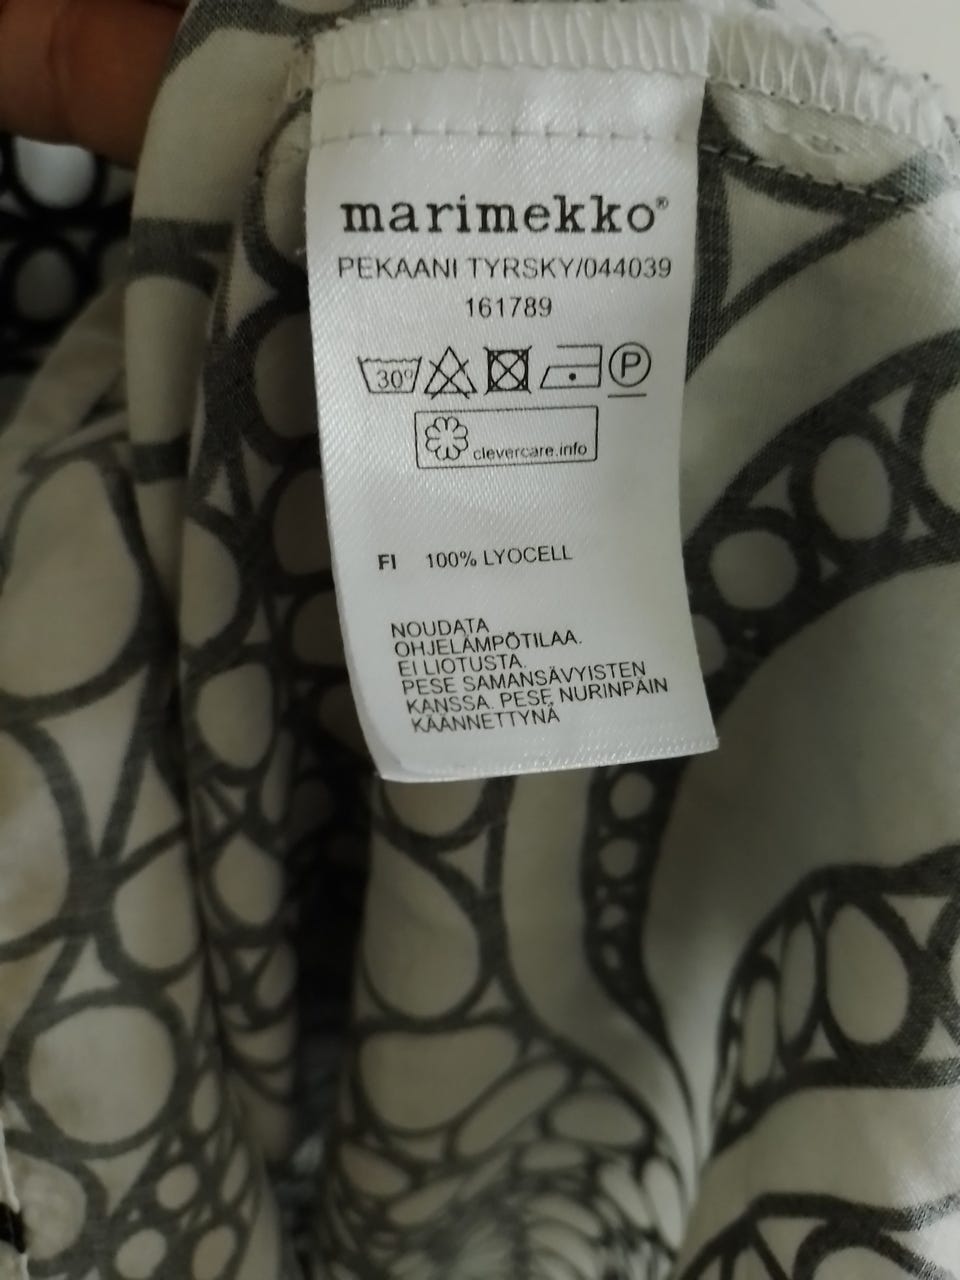 marimekko®
PEKAANI TYRSKY/044039
161789
30° P
clevercare.info
FI 100% LYOCELL
NOUDATA
OHJELÄMPÖTILAA.
EI LIOTUSTA.
PESE SAMANSÄVYISTEN
KANSSA. PESE NURINPÄIN
KÄÄNNETTYNÄ